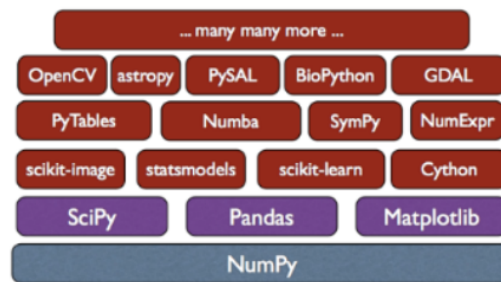 ... many many more ...
OpenCV astropy PySAL BioPython GDAL
PyTables Numba SymPy NumExpr
scikit-image statsmodels scikit-learn Cython
SciPy Pandas Matplotlib
NumPy